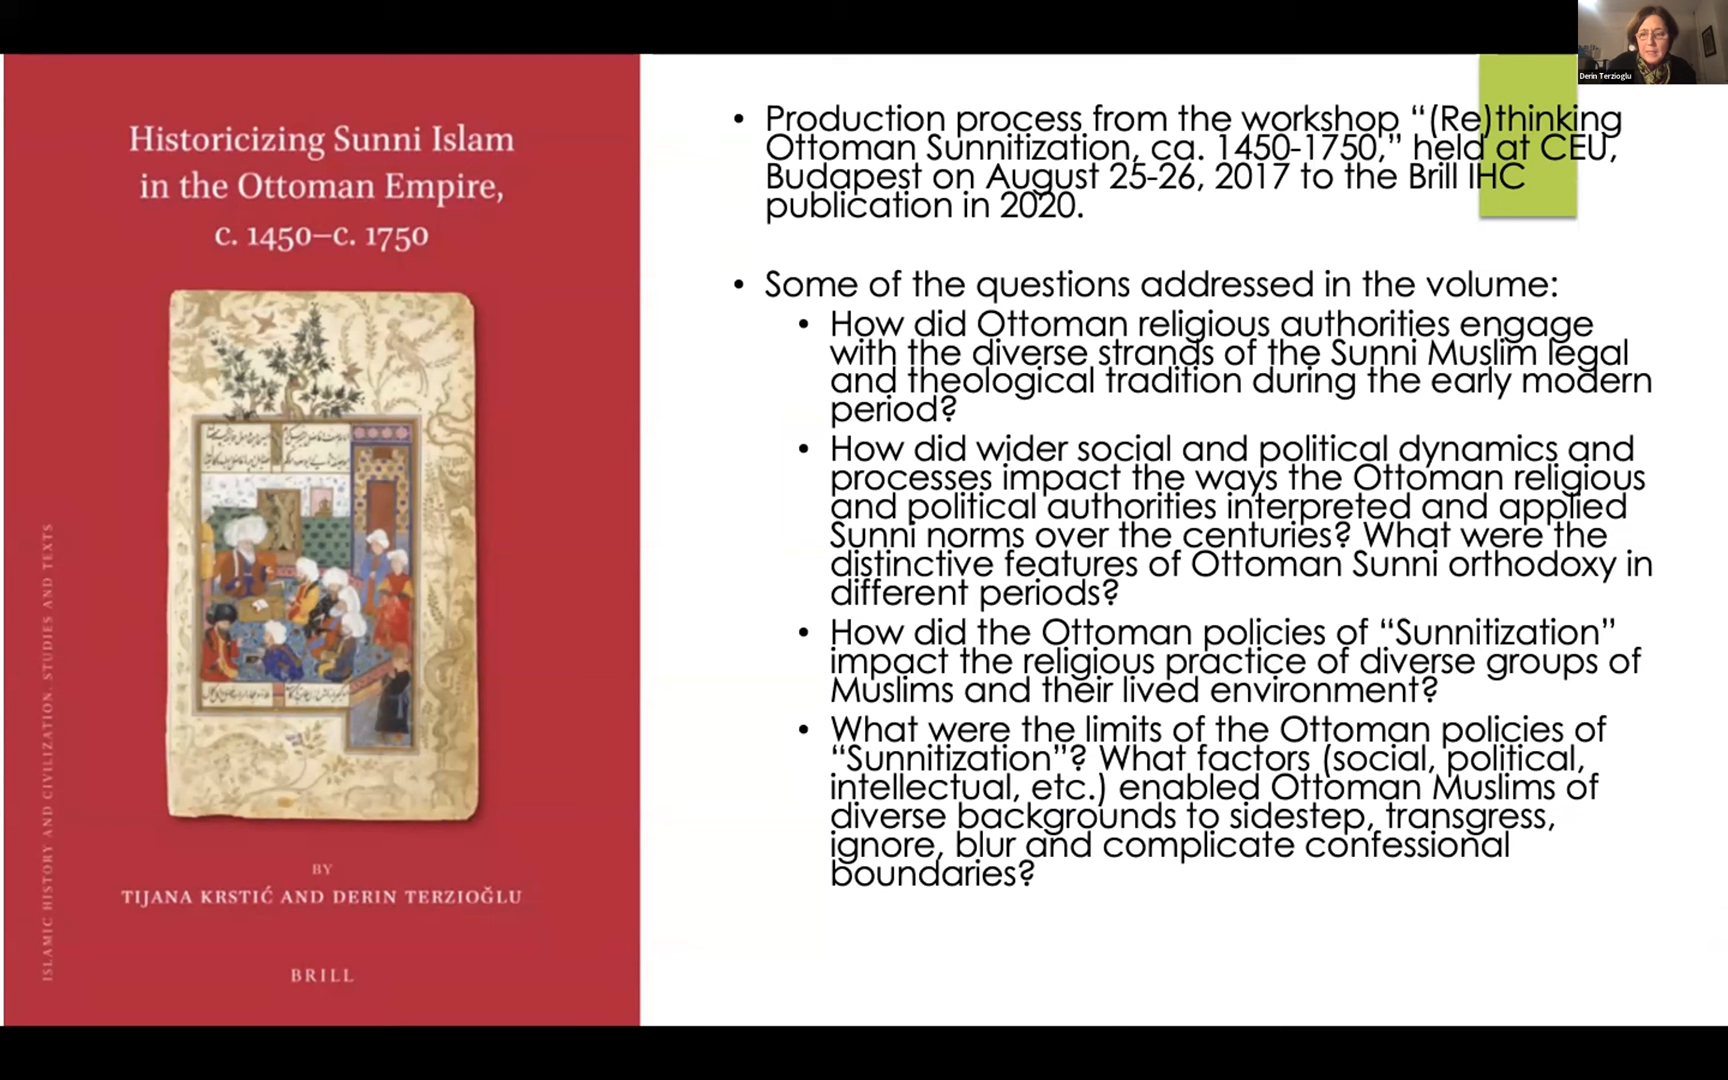 Historicizing Sunni Islam
in the Ottoman Empire,
c. 1450–c. 1750
BY
TIJANA KRSTIĆ AND DERIN TERZIOĞLU
BRILL
ISLAMIC HISTORY AND CIVILIZATION. STUDIES AND TEXTS
• Production process from the workshop “(Re)thinking
Ottoman Sunnitization, ca. 1450-1750,” held at CEU,
Budapest on August 25-26, 2017 to the Brill IHC
publication in 2020.
• Some of the questions addressed in the volume:
• How did Ottoman religious authorities engage
with the diverse strands of the Sunni Muslim legal
and theological tradition during the early modern
period?
• How did wider social and political dynamics and
processes impact the ways the Ottoman religious
and political authorities interpreted and applied
Sunni norms over the centuries? What were the
distinctive features of Ottoman Sunni orthodoxy in
different periods?
• How did the Ottoman policies of “Sunnitization”
impact the religious practice of diverse groups of
Muslims and their lived environment?
• What were the limits of the Ottoman policies of
“Sunnitization”? What factors (social, political,
intellectual, etc.) enabled Ottoman Muslims of
diverse backgrounds to sidestep, transgress,
ignore, blur and complicate confessional
boundaries?
Derin Terzioglu